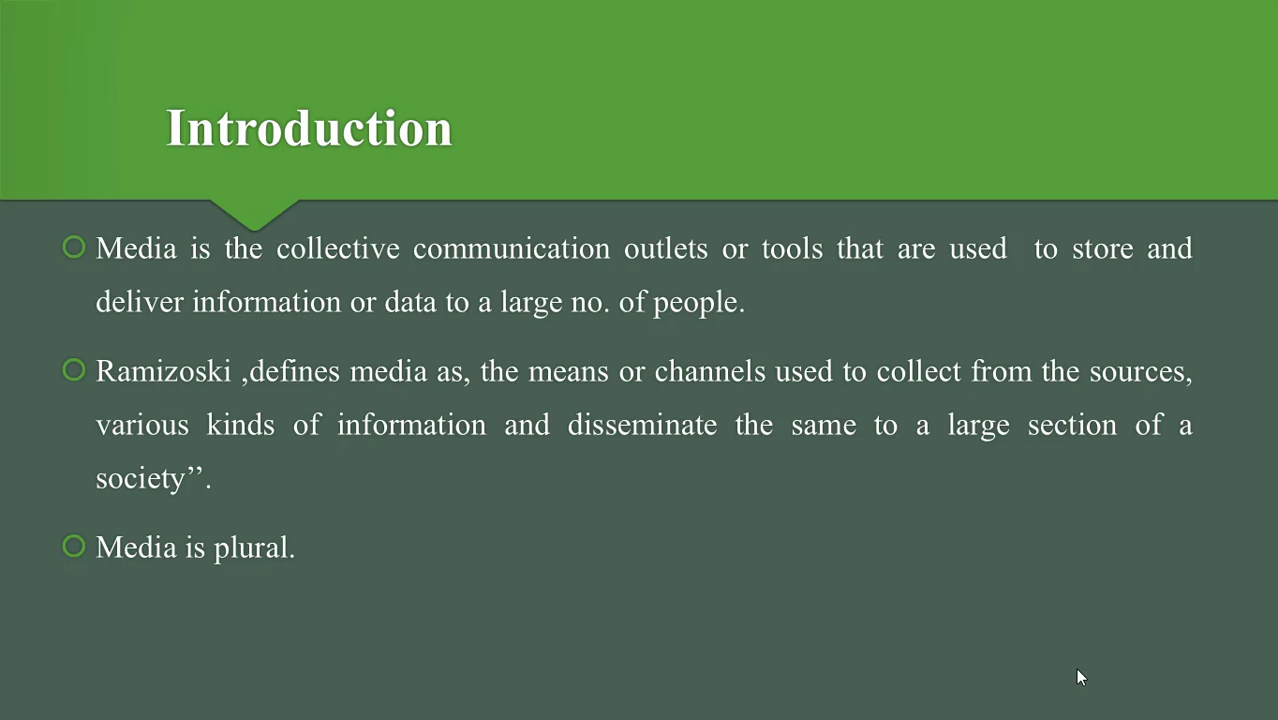 Introduction
Media is the collective communication outlets or tools that are used to store and
deliver information or data to a large no. of people.
Ramizoski ,defines media as, the means or channels used to collect from the sources,
various kinds of information and disseminate the same to a large section of a
society’’.
Media is plural.